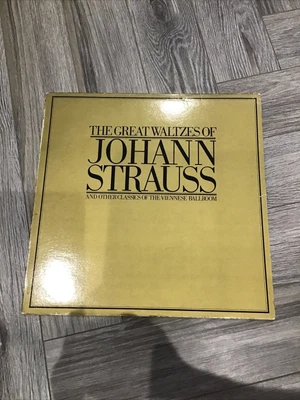 THE GREAT WALTZES OF
JOHANN
STRAUSS
AND OTHER CLASSICS OF THE VIENNESE BALLROOM